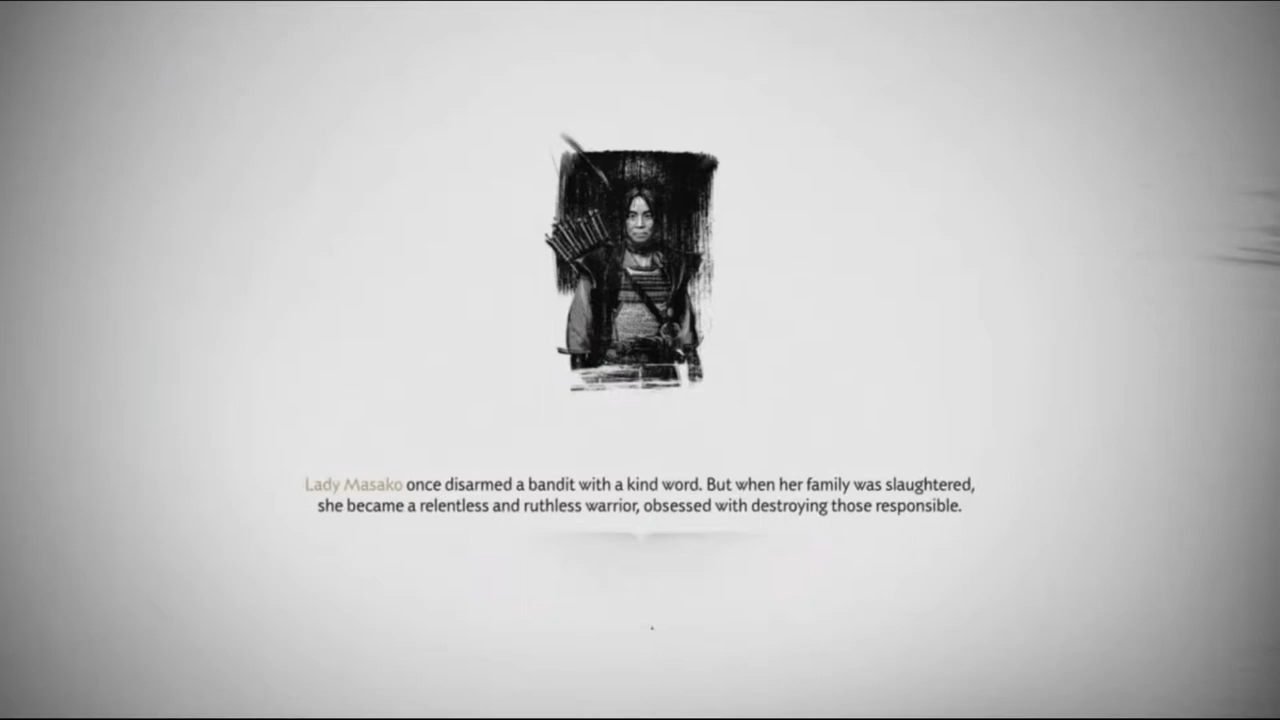 Lady Masako once disarmed a bandit with a kind word. But when her family was slaughtered,
she became a relentless and ruthless warrior, obsessed with destroying those responsible.